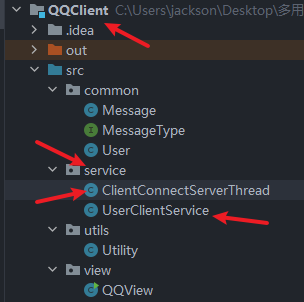 QQClient C:\Users\jackson\Desktop\多用
.idea
out
src
common
Message
MessageType
User
service
ClientConnectServerThread
UserClientService
utils
Utility
view
QQView